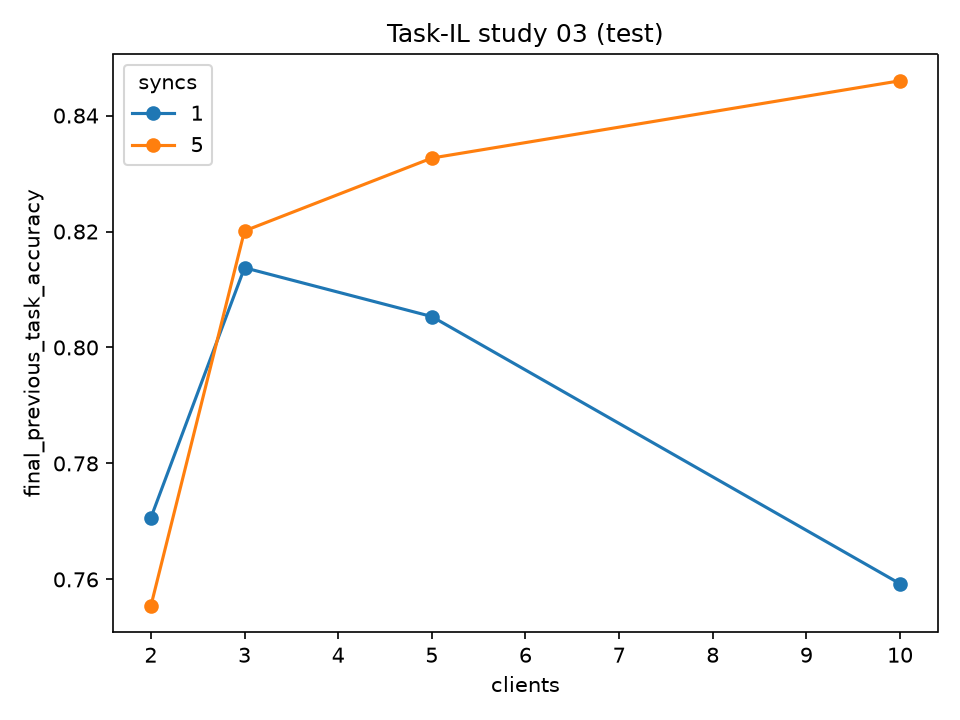 Task-IL study 03 (test)
syncs
1
5
final_previous_task_accuracy
0.84
0.82
0.80
0.78
0.76
2 3 4 5 6 7 8 9 10
clients